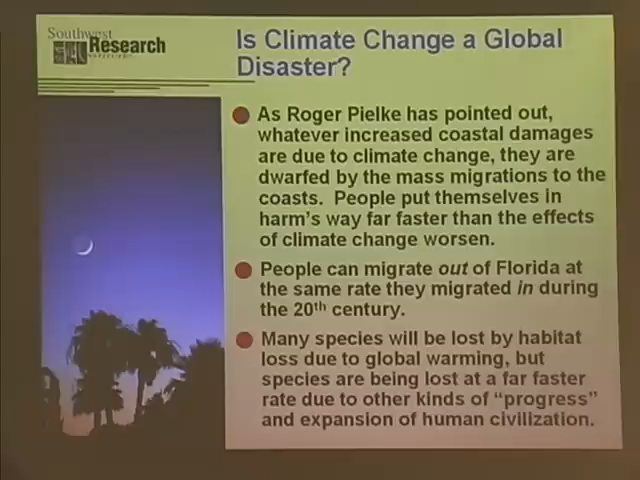 Southwest
Research
Is Climate Change a Global
Disaster?
As Roger Pielke has pointed out,
whatever increased coastal damages
are due to climate change, they are
dwarfed by the mass migrations to the
coasts. People put themselves in
harm's way far faster than the effects
of climate change worsen.
People can migrate out of Florida at
the same rate they migrated in during
the 20th century.
Many species will be lost by habitat
loss due to global warming, but
species are being lost at a far faster
rate due to other kinds of “progress”
and expansion of human civilization.